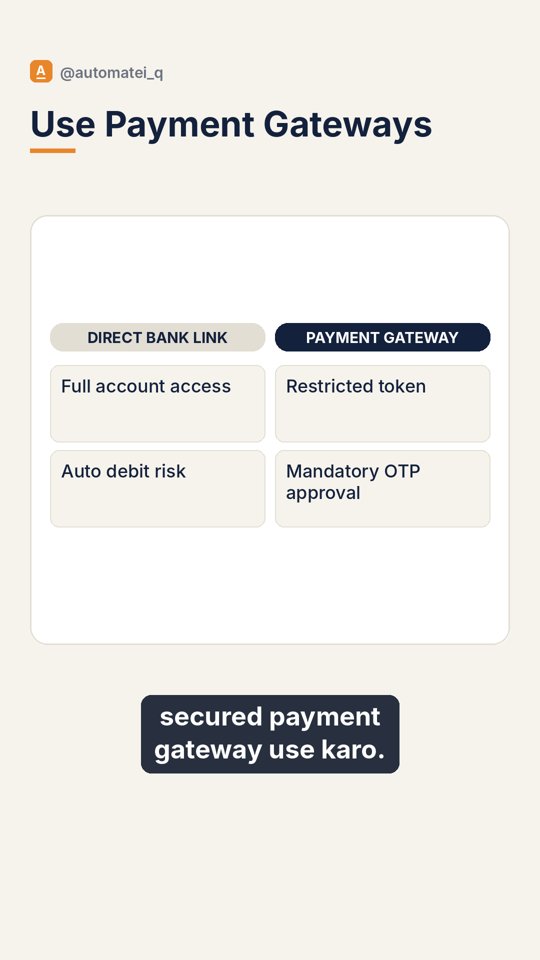 A
@automatei_q
Use Payment Gateways
DIRECT BANK LINK
PAYMENT GATEWAY
Full account access
Restricted token
Auto debit risk
Mandatory OTP
approval
secured payment
gateway use karo.